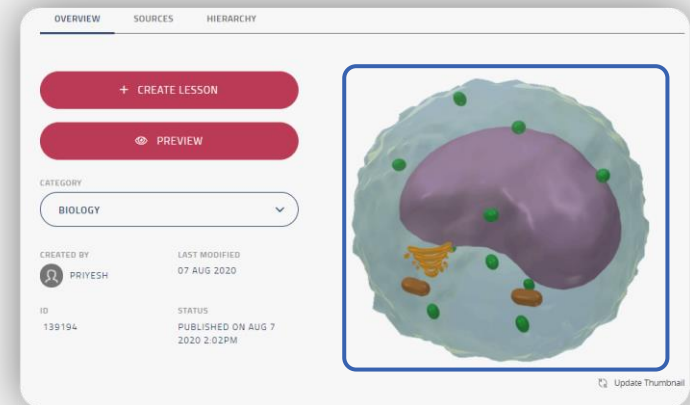 OVERVIEW SOURCES HIERARCHY
+ CREATE LESSON
PREVIEW
CATEGORY
BIOLOGY
CREATED BY LAST MODIFIED
PRIYESH 07 AUG 2020
ID STATUS
139194 PUBLISHED ON AUG 7
2020 2:02PM
Update Thumbnail